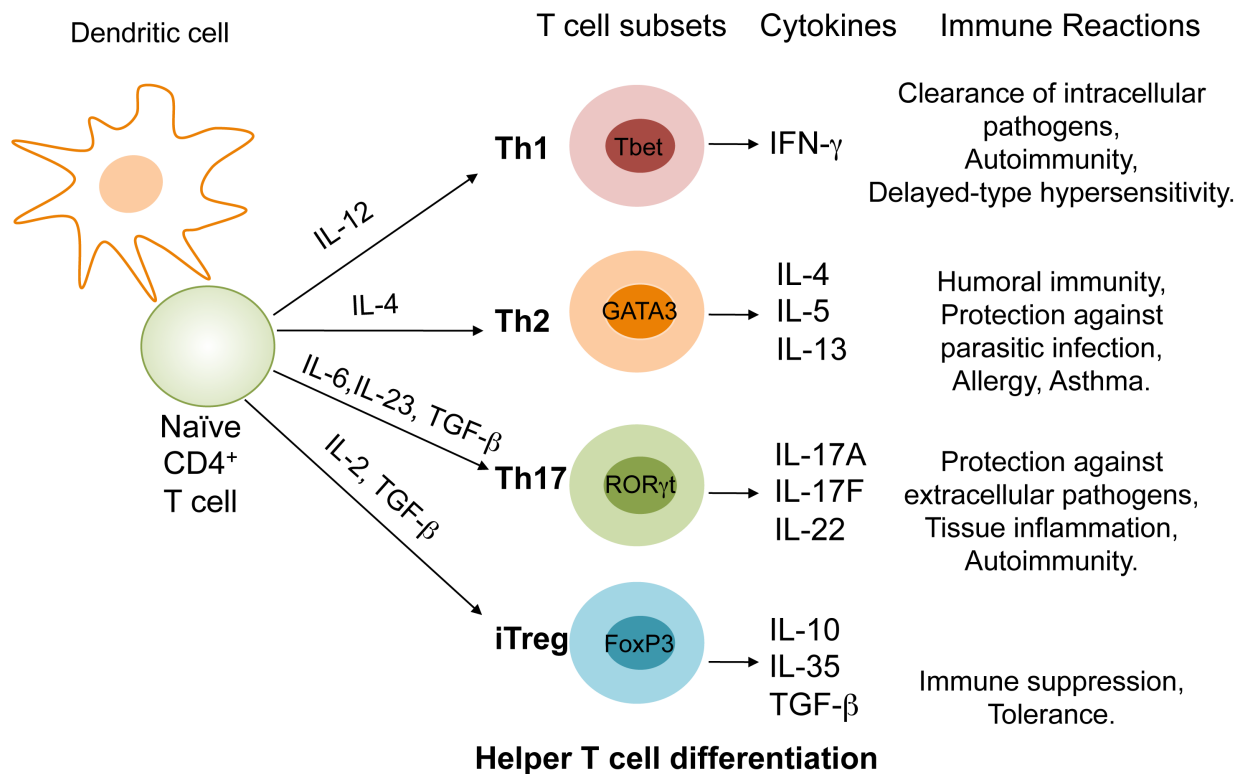 Dendritic cell
T cell subsets
Cytokines
Immune Reactions
IL-12
Th1
Tbet
IFN-γ
Clearance of intracellular
pathogens,
Autoimmunity,
Delayed-type hypersensitivity.
IL-4
Th2
GATA3
IL-4
IL-5
IL-13
Humoral immunity,
Protection against
parasitic infection,
Allergy, Asthma.
Naïve
CD4⁺
T cell
IL-6,IL-23, TGF-β
Th17
RORγt
IL-17A
IL-17F
IL-22
Protection against
extracellular pathogens,
Tissue inflammation,
Autoimmunity.
IL-2, TGF-β
iTreg
FoxP3
IL-10
IL-35
TGF-β
Immune suppression,
Tolerance.
Helper T cell differentiation